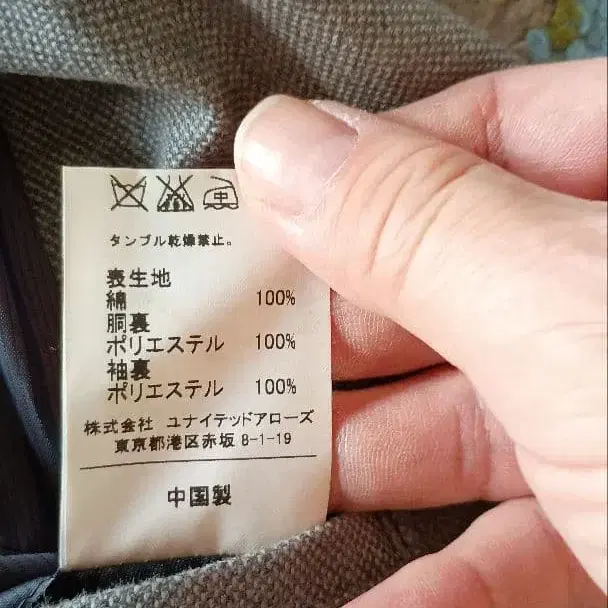 中
タンブル乾燥禁止。
表生地
綿 100%
胴裏
ポリエステル 100%
袖裏
ポリエステル 100%
株式会社 ユナイテッドアローズ
東京都港区赤坂 8-1-19
中国製